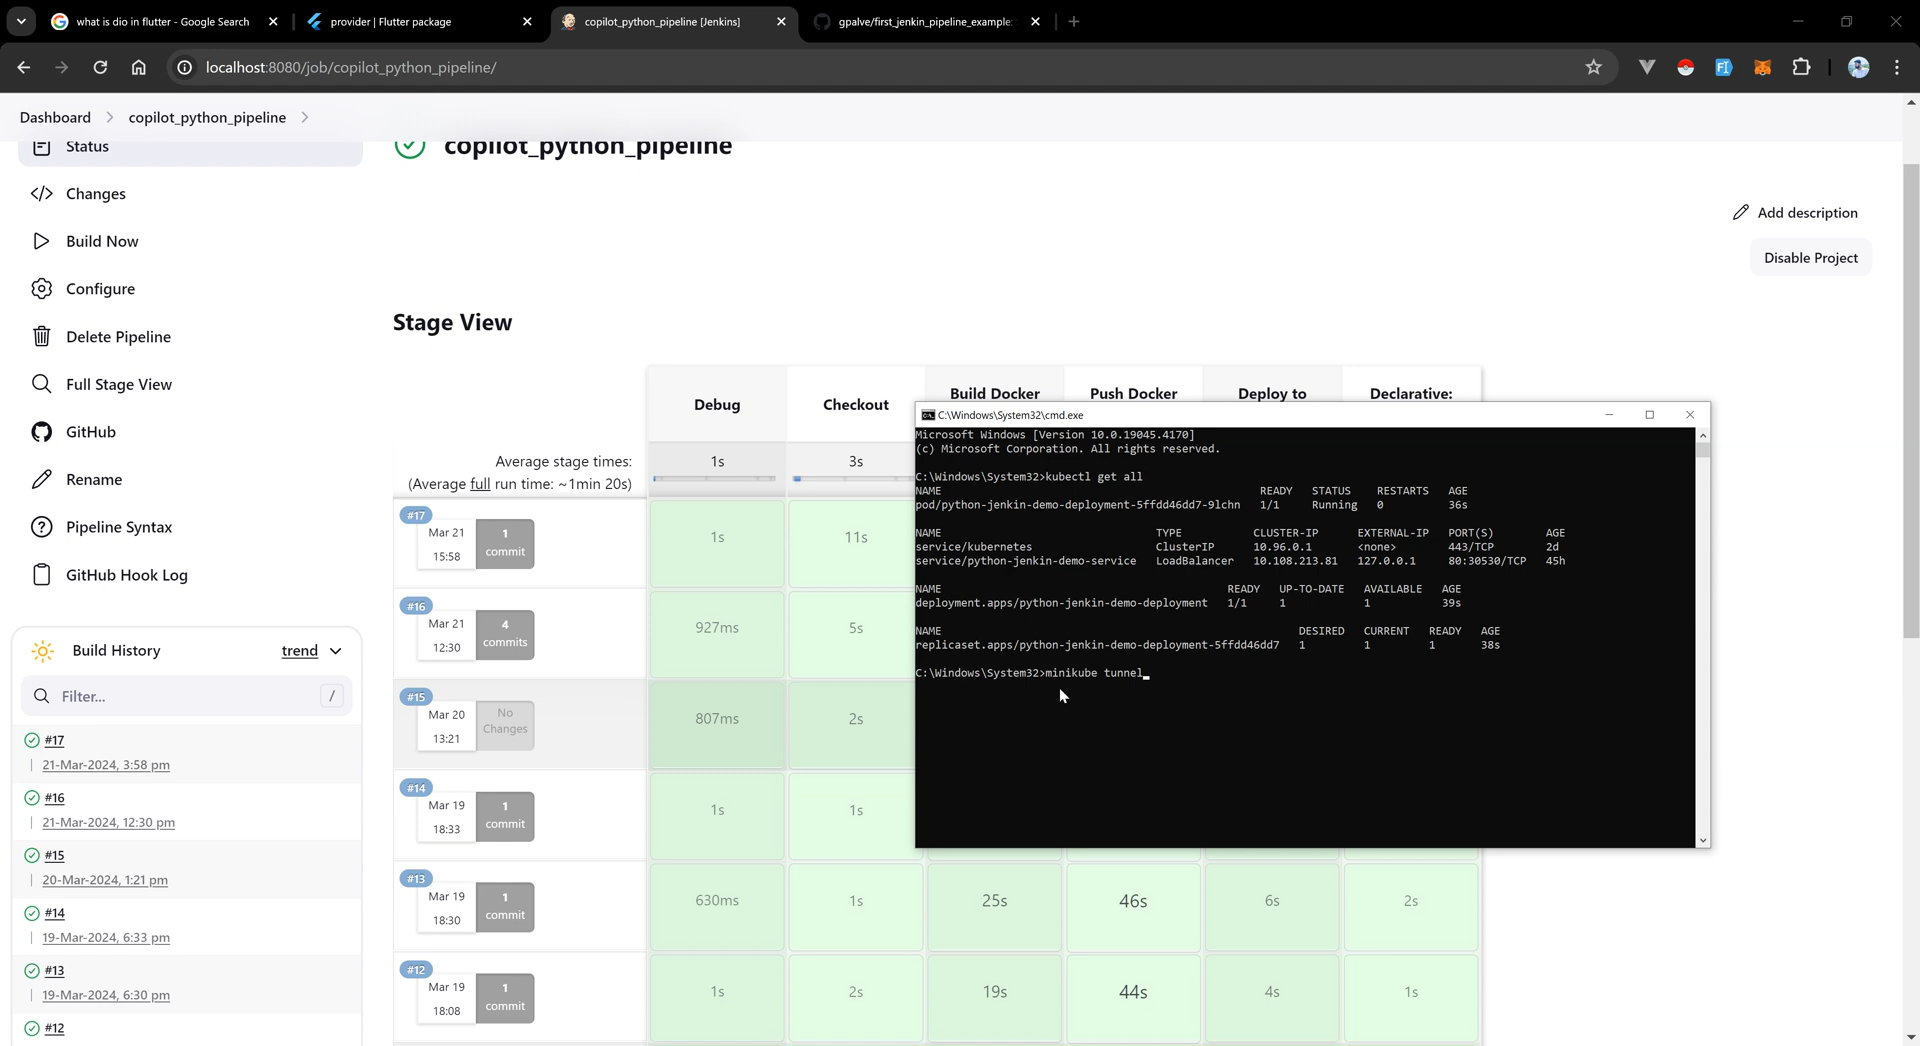 what is dio in flutter - Google Search
provider | Flutter package
copilot_python_pipeline [Jenkins]
gpalve/first_jenkin_pipeline_example:
localhost:8080/job/copilot_python_pipeline/
Dashboard
copilot_python_pipeline
Status
Changes
Build Now
Configure
Delete Pipeline
Full Stage View
GitHub
Rename
Pipeline Syntax
GitHub Hook Log
Build History
trend
Filter...
/
#17
21-Mar-2024, 3:58 pm
#16
21-Mar-2024, 12:30 pm
#15
20-Mar-2024, 1:21 pm
#14
19-Mar-2024, 6:33 pm
#13
19-Mar-2024, 6:30 pm
#12
copilot_python_pipeline
Add description
Disable Project
Stage View
Debug Checkout Build Docker Push Docker Deploy to Declarative:
Average stage times:
(Average full run time: ~1min 20s)
1s 3s
#17
Mar 21
15:58
1
commit
1s 11s
#16
Mar 21
12:30
4
commits
927ms 5s
#15
Mar 20
13:21
No
Changes
807ms 2s
#14
Mar 19
18:33
1
commit
1s 1s
#13
Mar 19
18:30
1
commit
630ms 1s 25s 46s 6s 2s
#12
Mar 19
18:08
1
commit
1s 2s 19s 44s 4s 1s
C:\Windows\System32\cmd.exe
Microsoft Windows [Version 10.0.19045.4170]
(c) Microsoft Corporation. All rights reserved.
C:\Windows\System32>kubectl get all
NAME READY STATUS RESTARTS AGE
pod/python-jenkin-demo-deployment-5ffdd46dd7-9lchn 1/1 Running 0 36s
NAME TYPE CLUSTER-IP EXTERNAL-IP PORT(S) AGE
service/kubernetes ClusterIP 10.96.0.1 <none> 443/TCP 2d
service/python-jenkin-demo-service LoadBalancer 10.108.213.81 127.0.0.1 80:30530/TCP 45h
NAME READY UP-TO-DATE AVAILABLE AGE
deployment.apps/python-jenkin-demo-deployment 1/1 1 1 39s
NAME DESIRED CURRENT READY AGE
replicaset.apps/python-jenkin-demo-deployment-5ffdd46dd7 1 1 1 38s
C:\Windows\System32>minikube tunnel